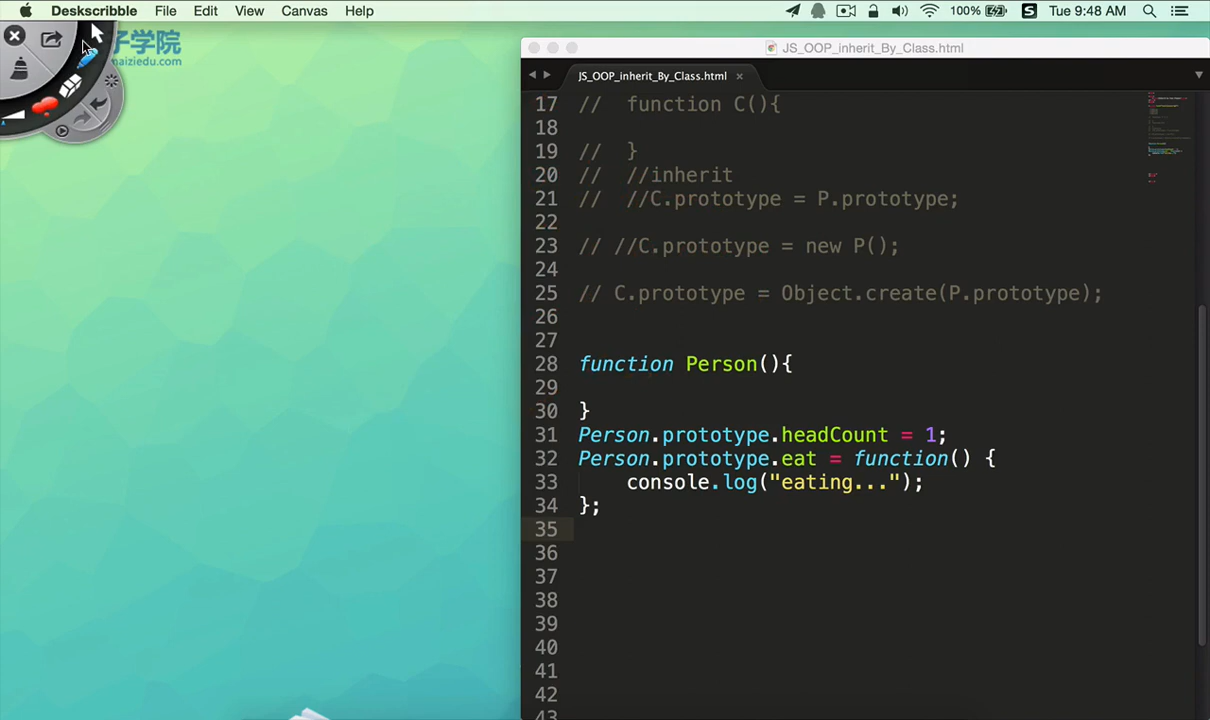 Deskscribble File Edit View Canvas Help 100% S Tue 9:48 AM
子学院
maiziedu.com
JS_OOP_inherit_By_Class.html
JS_OOP_inherit_By_Class.html ×
17 //  function C(){
18
19 //  }
20 //  //inherit
21 //  //C.prototype = P.prototype;
22
23 // //C.prototype = new P();
24
25 // C.prototype = Object.create(P.prototype);
26
27
28 function Person(){
29
30 }
31 Person.prototype.headCount = 1;
32 Person.prototype.eat = function() {
33     console.log("eating...");
34 };
35
36
37
38
39
40
41
42
43